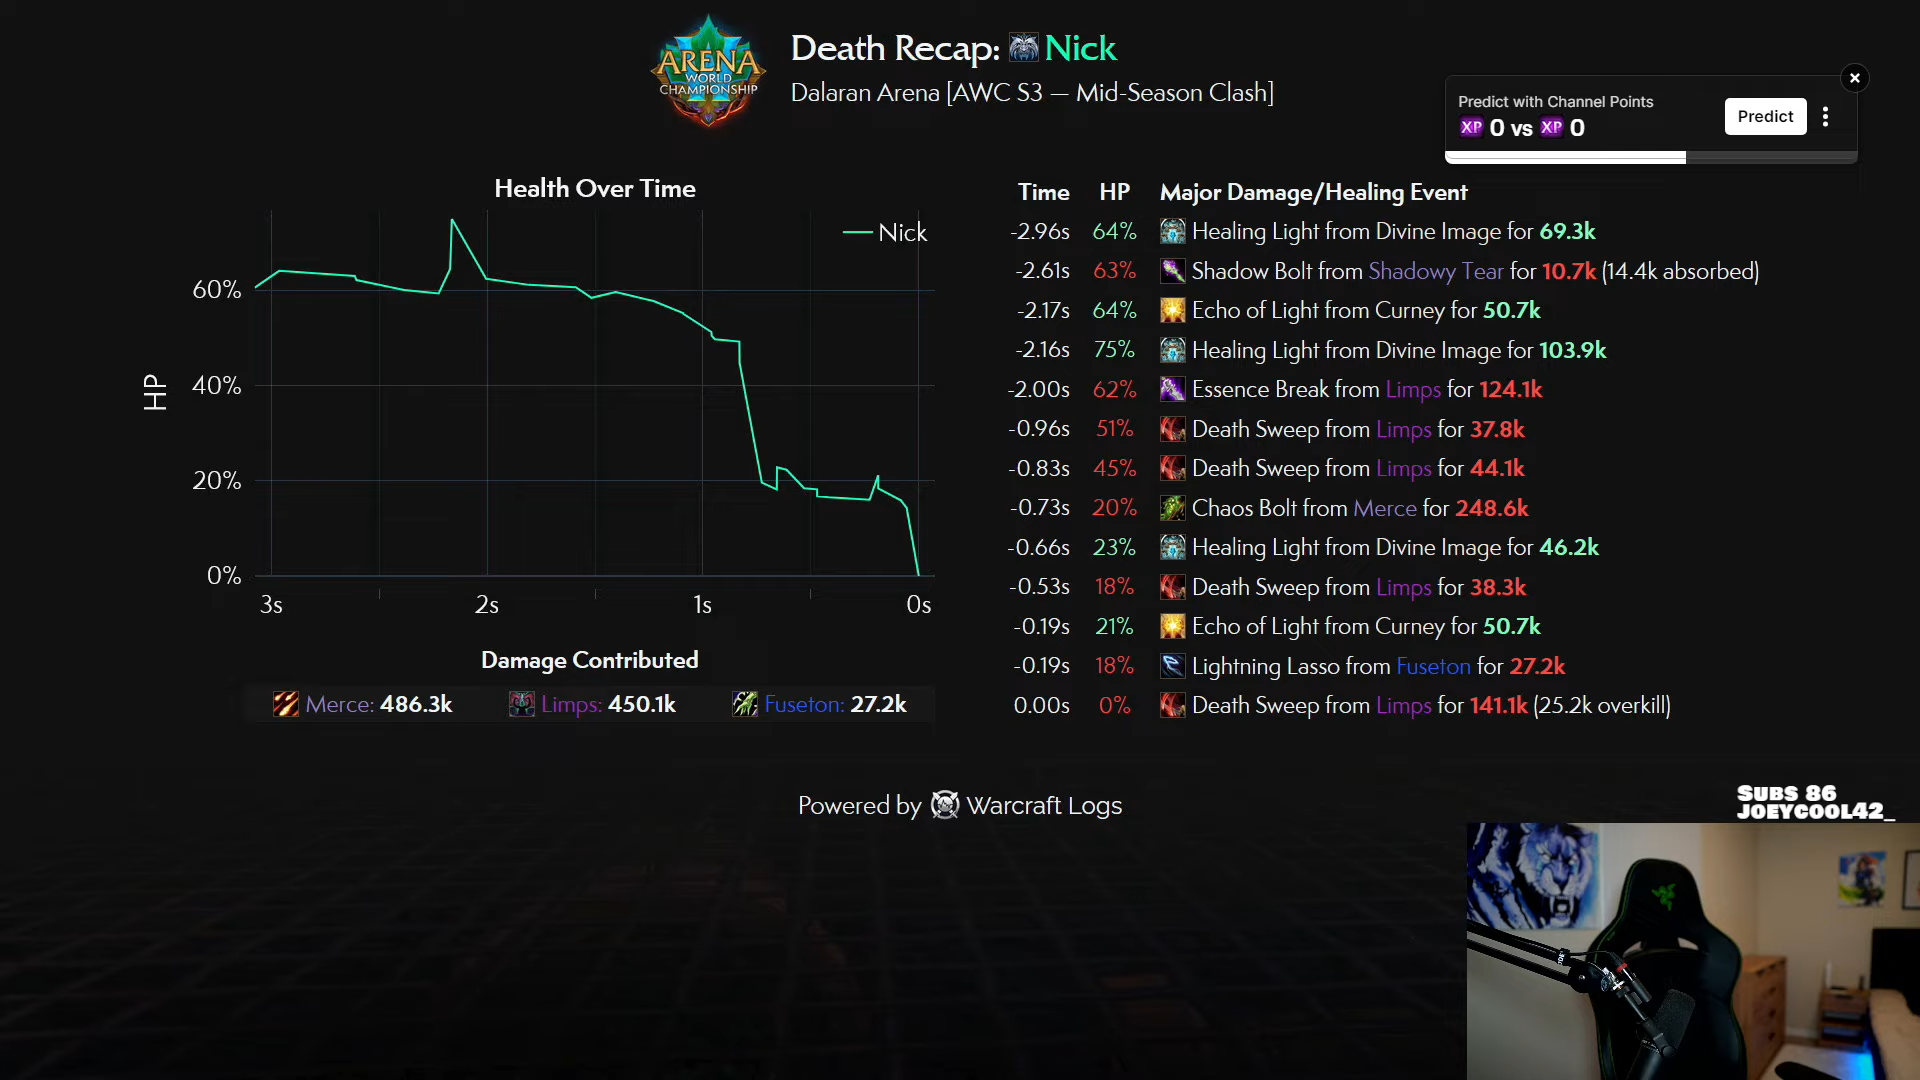 ARENA
WORLD
CHAMPIONSHIP
Death Recap: Nick
Dalaran Arena [AWC S3 — Mid-Season Clash]
Predict with Channel Points
XP 0 vs XP 0
Predict
Health Over Time
Nick
HP
60%
40%
20%
0%
3s 2s 1s 0s
Damage Contributed
Merce: 486.3k Limps: 450.1k Fuseton: 27.2k
Time HP Major Damage/Healing Event
-2.96s 64% Healing Light from Divine Image for 69.3k
-2.61s 63% Shadow Bolt from Shadowy Tear for 10.7k (14.4k absorbed)
-2.17s 64% Echo of Light from Curney for 50.7k
-2.16s 75% Healing Light from Divine Image for 103.9k
-2.00s 62% Essence Break from Limps for 124.1k
-0.96s 51% Death Sweep from Limps for 37.8k
-0.83s 45% Death Sweep from Limps for 44.1k
-0.73s 20% Chaos Bolt from Merce for 248.6k
-0.66s 23% Healing Light from Divine Image for 46.2k
-0.53s 18% Death Sweep from Limps for 38.3k
-0.19s 21% Echo of Light from Curney for 50.7k
-0.19s 18% Lightning Lasso from Fuseton for 27.2k
0.00s 0% Death Sweep from Limps for 141.1k (25.2k overkill)
Powered by Warcraft Logs
SUBS 86
JOEYCOOL42_